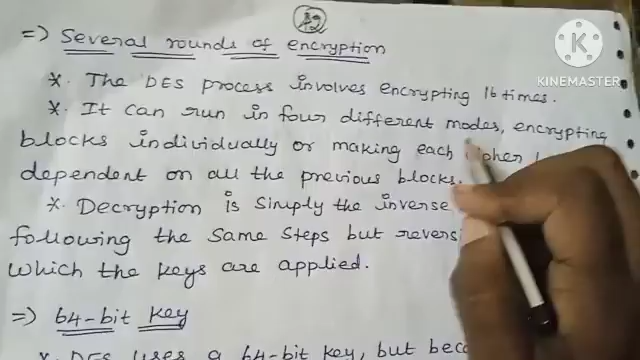 => Several rounds of encryption
KINEMASTER
* The DES process involves encrypting 16 times.
* It can run in four different modes, encrypting
blocks individually or making each
dependent on all the previous blocks.
* Decryption is simply the inverse
following the same steps but
which the keys are applied.
=> 64-bit key
* DES uses a 64-bit key, but